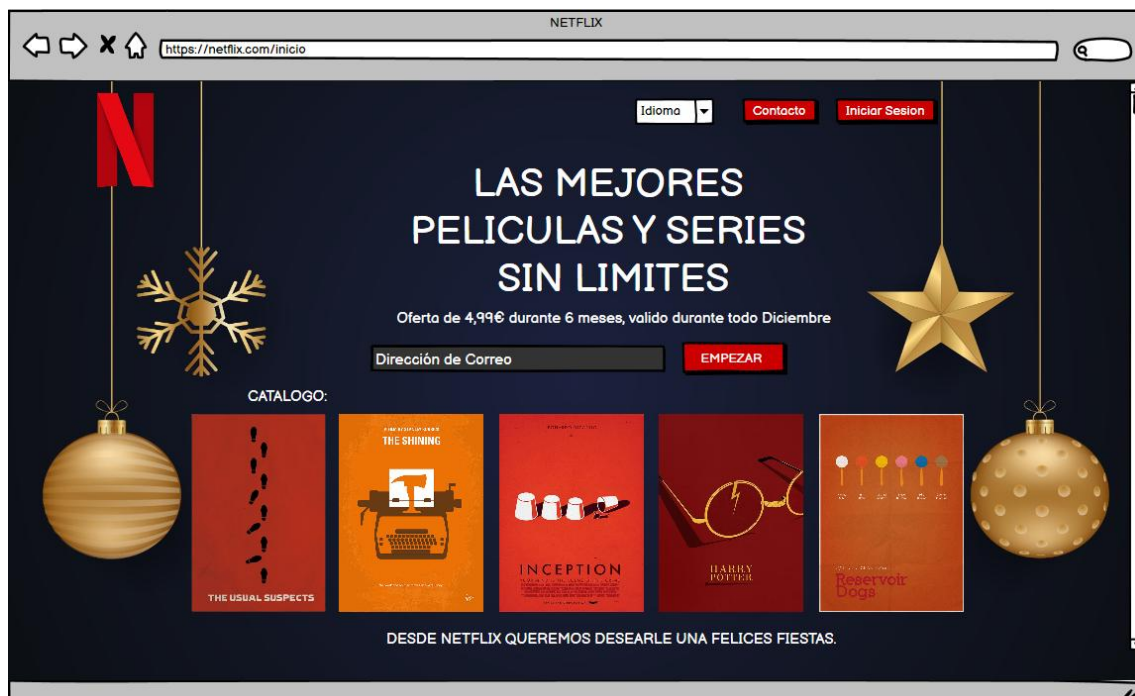 NETFLIX
https://netflix.com/inicio
N
Idioma
Contacto
Iniciar Sesion
LAS MEJORES
PELICULAS Y SERIES
SIN LIMITES
Oferta de 4,99€ durante 6 meses, valido durante todo Diciembre
Dirección de Correo
EMPEZAR
CATALOGO:
THE USUAL SUSPECTS
THE SHINING
INCEPTION
HARRY
POTTER
Reservoir
Dogs
DESDE NETFLIX QUEREMOS DESEARLE UNA FELICES FIESTAS.